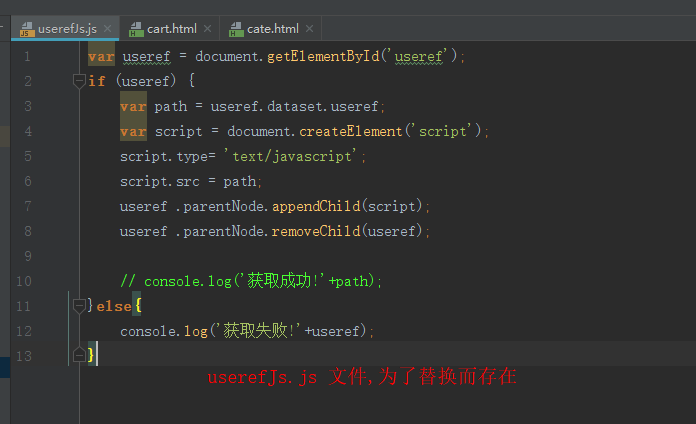 userefJs.js cart.html cate.html
1 var useref = document.getElementById('useref');
2 if (useref) {
3 var path = useref.dataset.useref;
4 var script = document.createElement('script');
5 script.type= 'text/javascript';
6 script.src = path;
7 useref .parentNode.appendChild(script);
8 useref .parentNode.removeChild(useref);
9
10 // console.log('获取成功!'+path);
11 }else{
12 console.log('获取失败!'+useref);
13 }
userefJs.js 文件,为了替换而存在